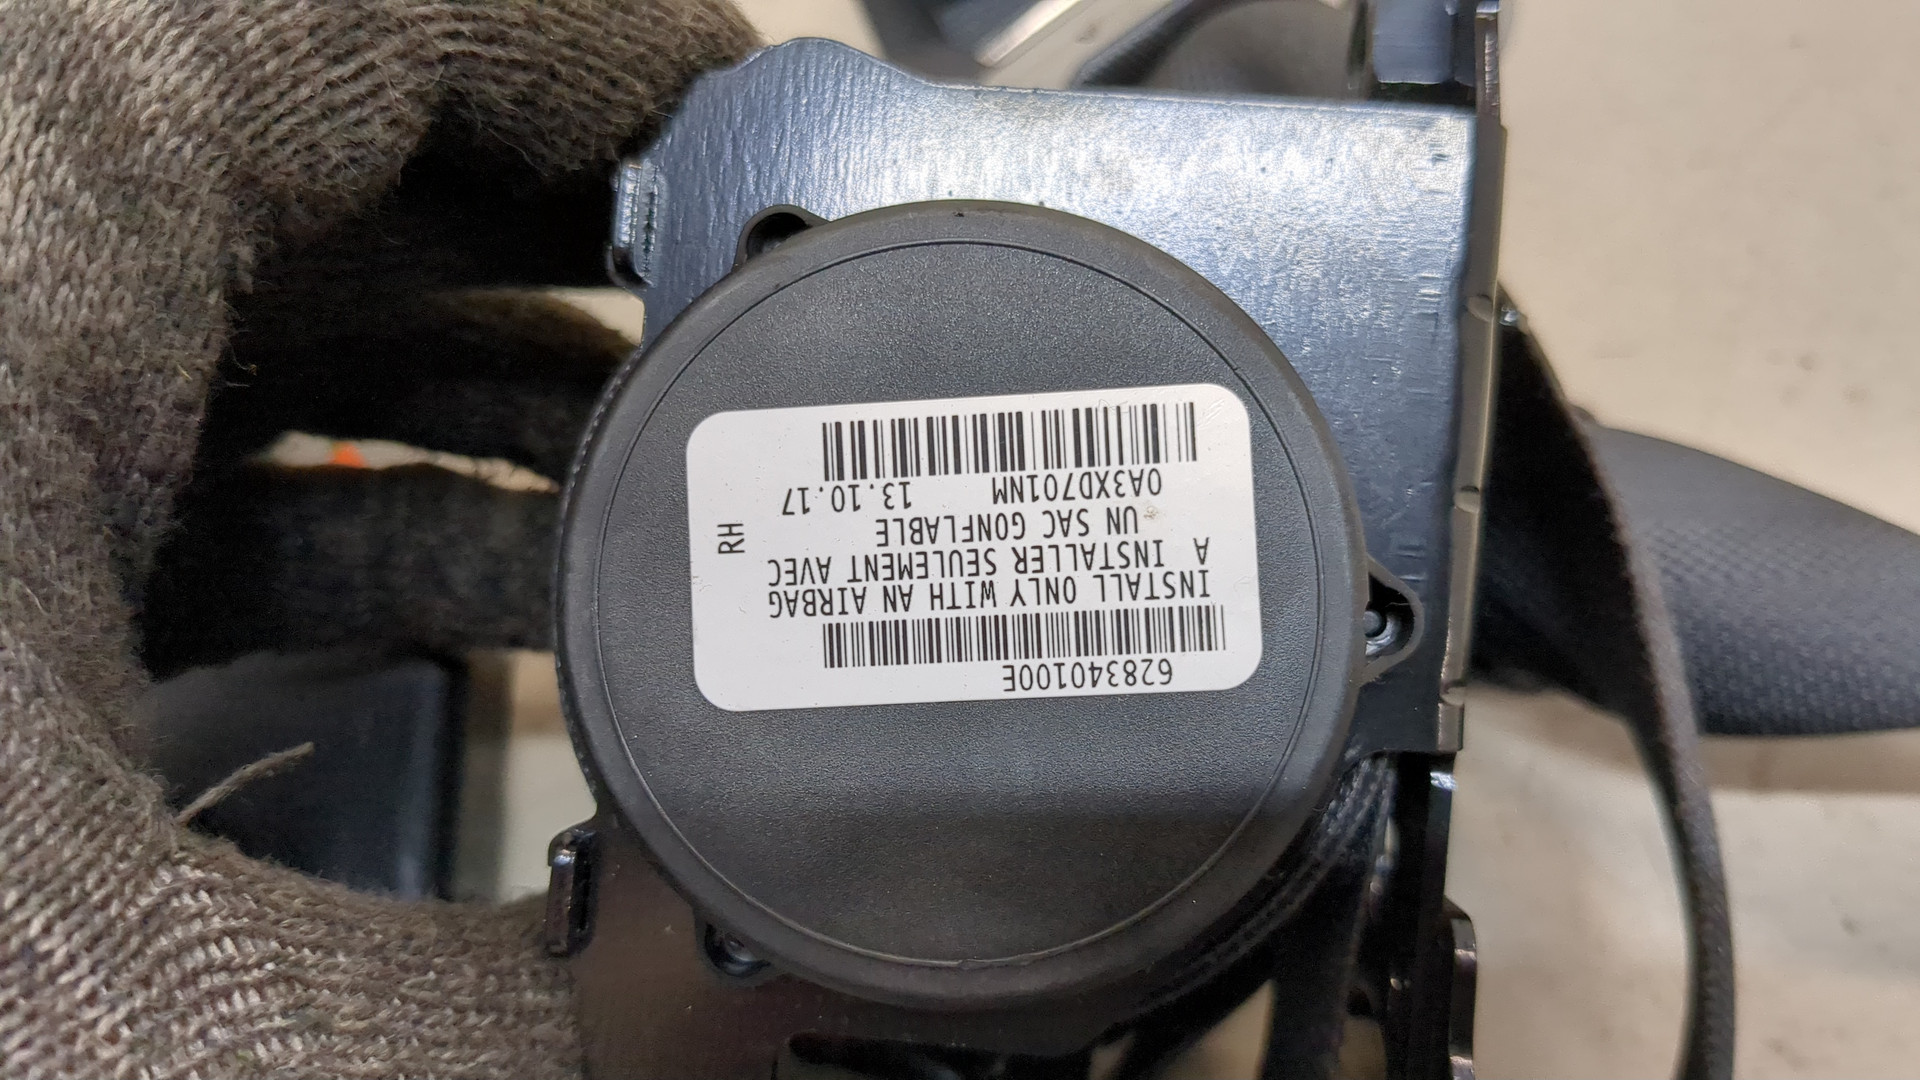 628340100E
INSTALL ONLY WITH AN AIRBAG
A INSTALLER SEULEMENT AVEC
UN SAC GONFLABLE
0A3XD701NM 13.10.17
RH